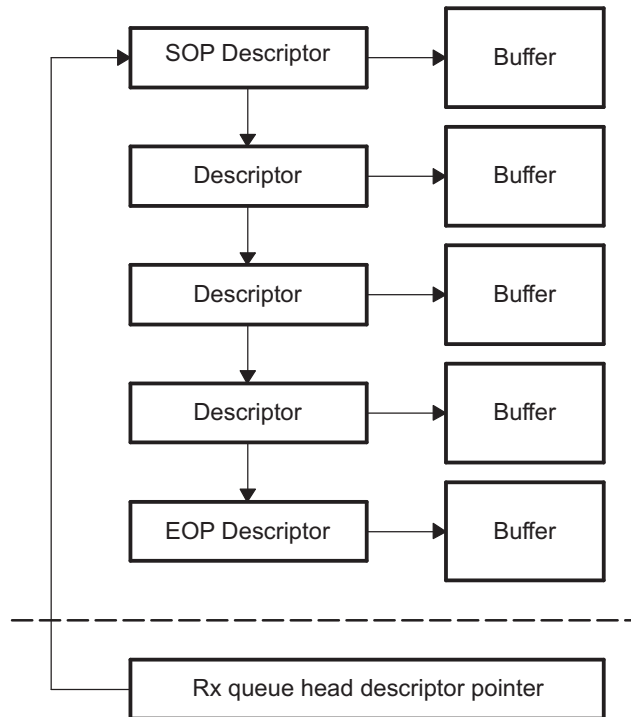 SOP Descriptor
Buffer
Descriptor
Buffer
Descriptor
Buffer
Descriptor
Buffer
EOP Descriptor
Buffer
Rx queue head descriptor pointer